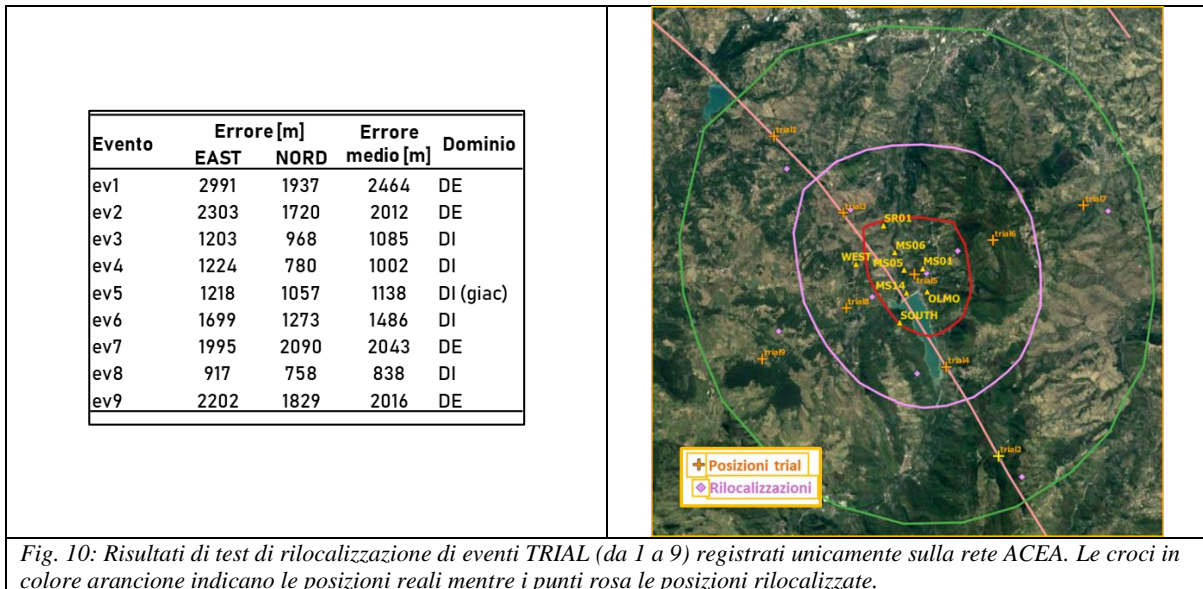 Evento Errore [m] Errore medio [m] Dominio
EAST NORD
ev1 2991 1937 2464 DE
ev2 2303 1720 2012 DE
ev3 1203 968 1085 DI
ev4 1224 780 1002 DI
ev5 1218 1057 1138 DI (giac)
ev6 1699 1273 1486 DI
ev7 1995 2090 2043 DE
ev8 917 758 838 DI
ev9 2202 1829 2016 DE
trial1
trial3
trial7
SR01
trial6
MS06
WEST
MS05
MS01
trial5
MS14
OLMO
trial8
SOUTH
trial9
trial4
trial2
Posizioni trial
Rilocalizzazioni
Fig. 10: Risultati di test di rilocalizzazione di eventi TRIAL (da 1 a 9) registrati unicamente sulla rete ACEA. Le croci in
colore arancione indicano le posizioni reali mentre i punti rosa le posizioni rilocalizzate.